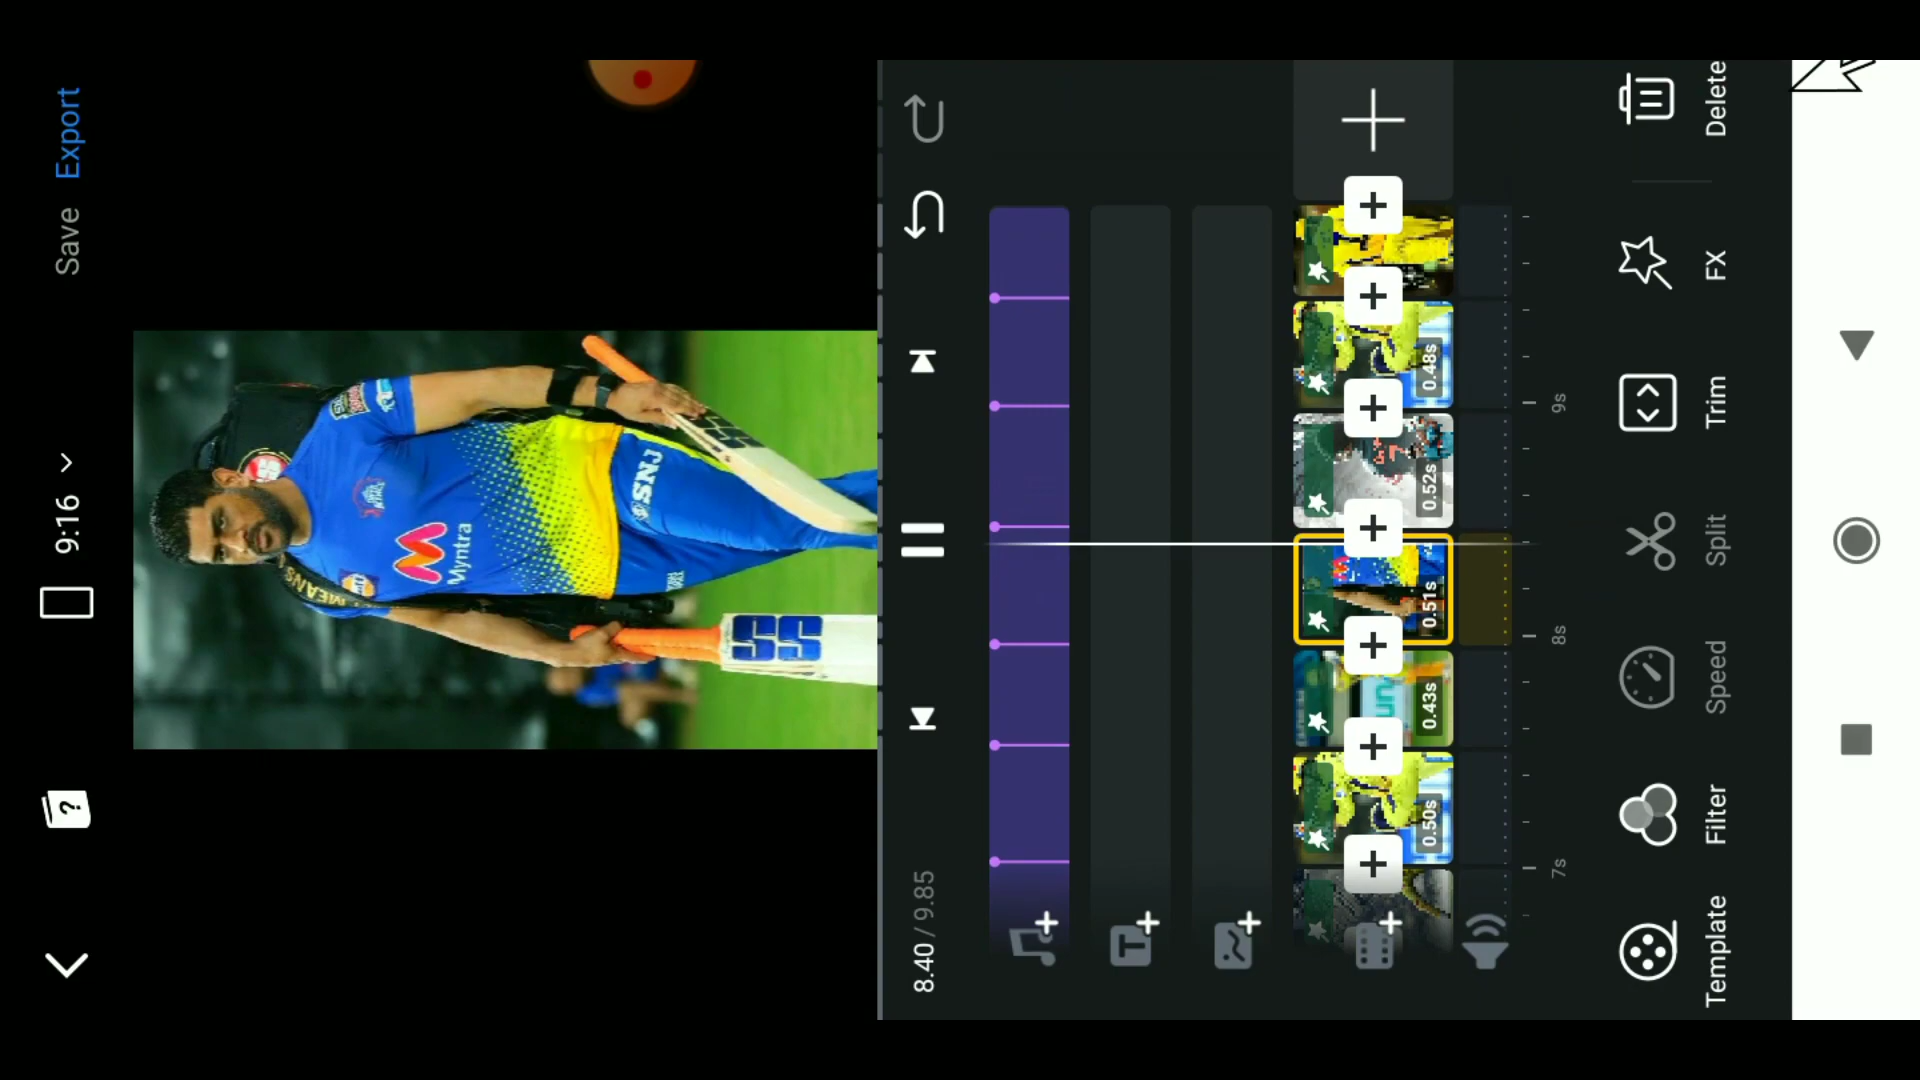 9:16
Save
Export
MEANS
Myntra
SNJ
SS
8.40 / 9.85
0.50s
0.43s
0.51s
0.52s
0.48s
7s
8s
9s
Template
Filter
Speed
Split
Trim
FX
Delete